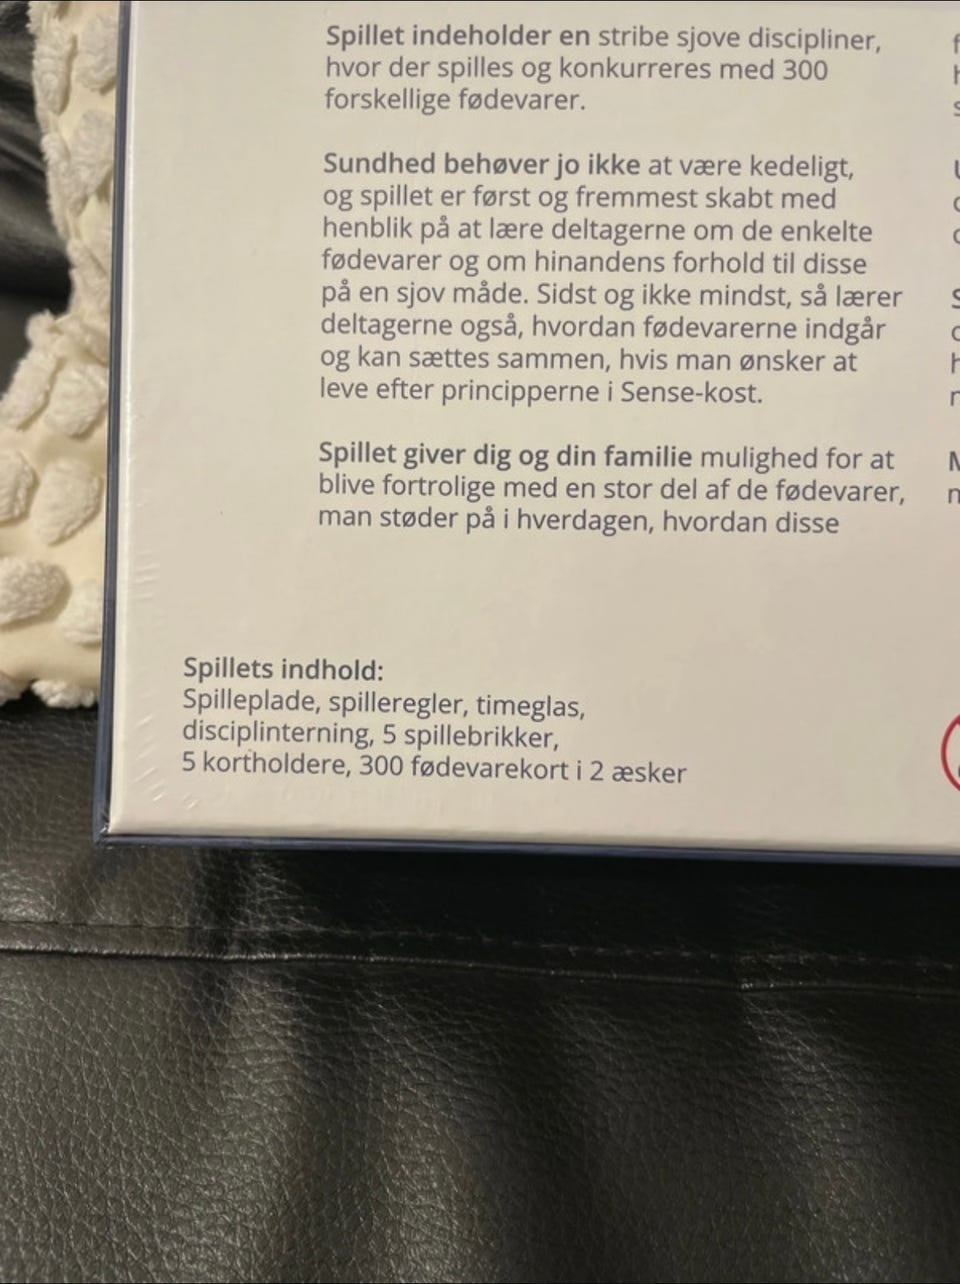 Spillet indeholder en stribe sjove discipliner,
hvor der spilles og konkurreres med 300
forskellige fødevarer.
Sundhed behøver jo ikke at være kedeligt,
og spillet er først og fremmest skabt med
henblik på at lære deltagerne om de enkelte
fødevarer og om hinandens forhold til disse
på en sjov måde. Sidst og ikke mindst, så lærer
deltagerne også, hvordan fødevarerne indgår
og kan sættes sammen, hvis man ønsker at
leve efter principperne i Sense-kost.
Spillet giver dig og din familie mulighed for at
blive fortrolige med en stor del af de fødevarer,
man støder på i hverdagen, hvordan disse
Spillets indhold:
Spilleplade, spilleregler, timeglas,
disciplinterning, 5 spillebrikker,
5 kortholdere, 300 fødevarekort i 2 æsker